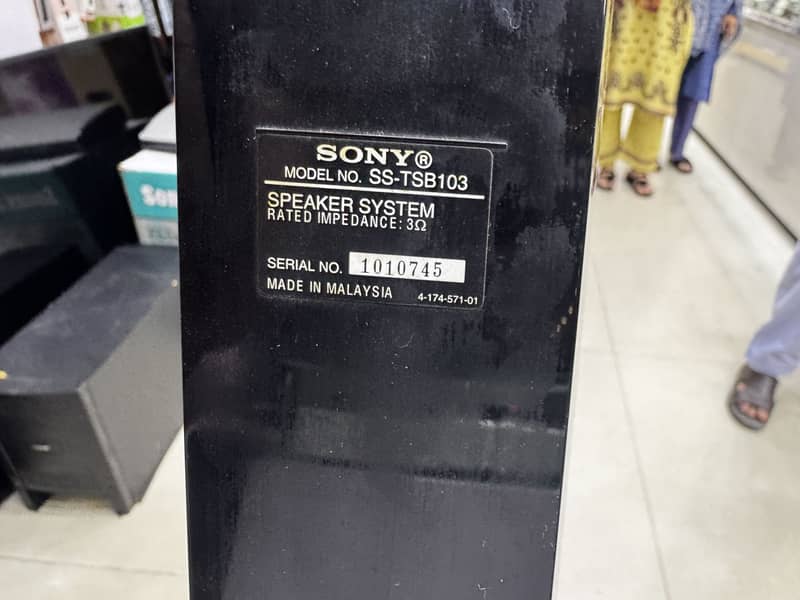 SONY®
MODEL NO. SS-TSB103
SPEAKER SYSTEM
RATED IMPEDANCE: 3Ω
SERIAL NO. 1010745
MADE IN MALAYSIA 4-174-571-01